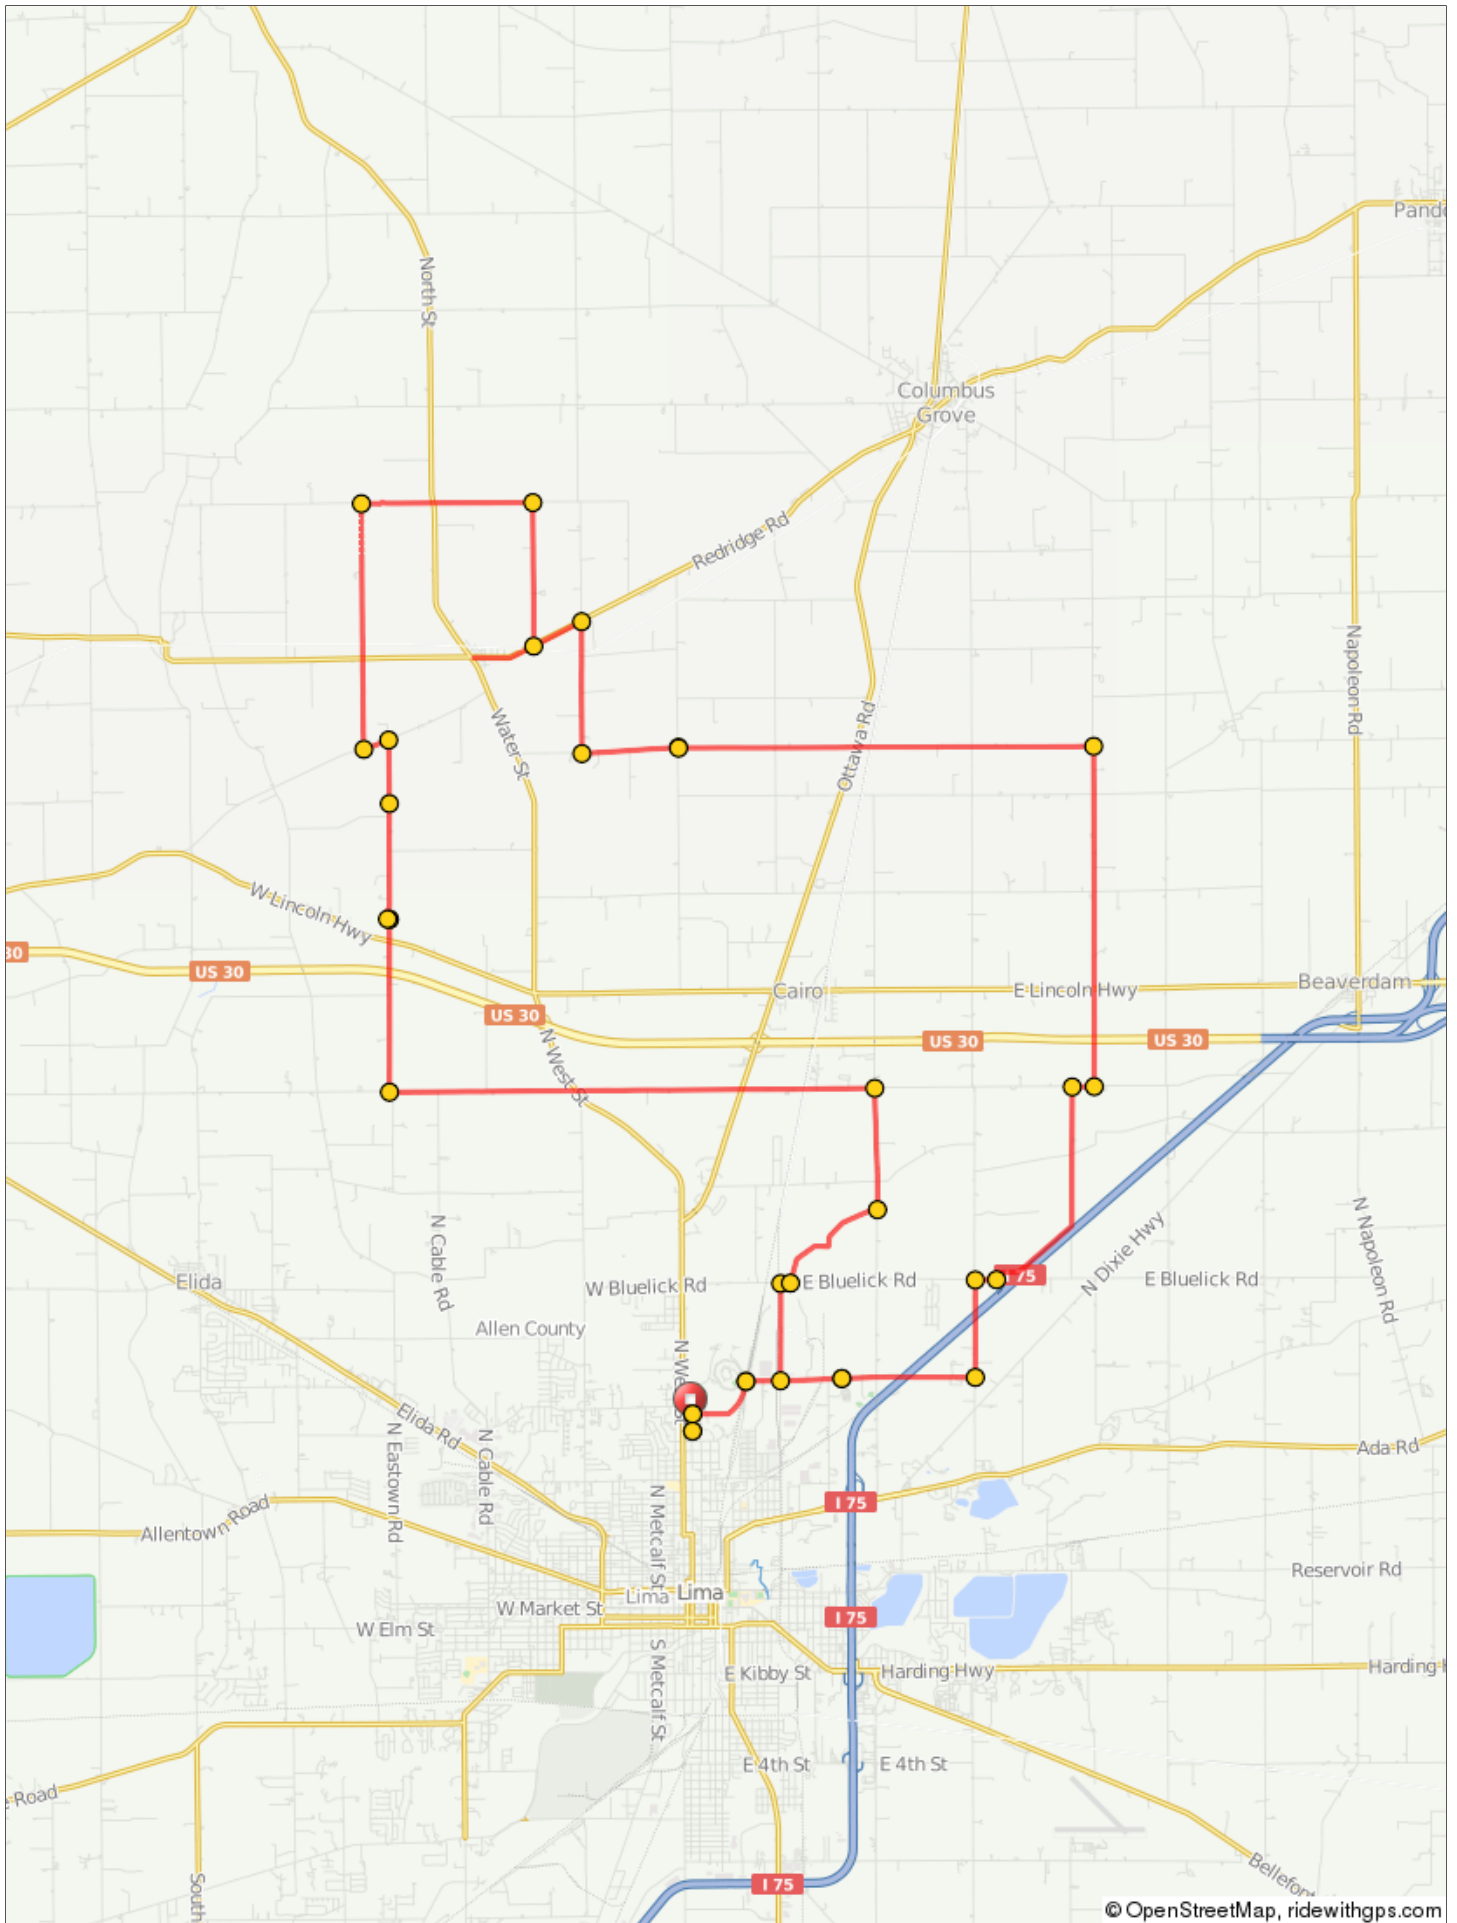 Pando
North St
Columbus
Grove
Redridge Rd
Napoleon Rd
Water St
Ottawa Rd
W Lincoln Hwy
30
US 30
Cairo
E Lincoln Hwy
Beaverdam
US 30
N West St
US 30
US 30
N Cable Rd
N Dixie Hwy
N Napoleon Rd
Elida
W Bluelick Rd
E Bluelick Rd
I 75
E Bluelick Rd
Allen County
N West St
Elida Rd
N Eastown Rd
N Cable Rd
Ada Rd
Allentown Road
N Metcalf St
I 75
Reservoir Rd
Lima
Lima
W Market St
I 75
W Elm St
S Metcalf St
E Kibby St
Harding Hwy
Harding H
E 4th St
E 4th St
e Road
South
I 75
Bellefont
© OpenStreetMap, ridewithgps.com